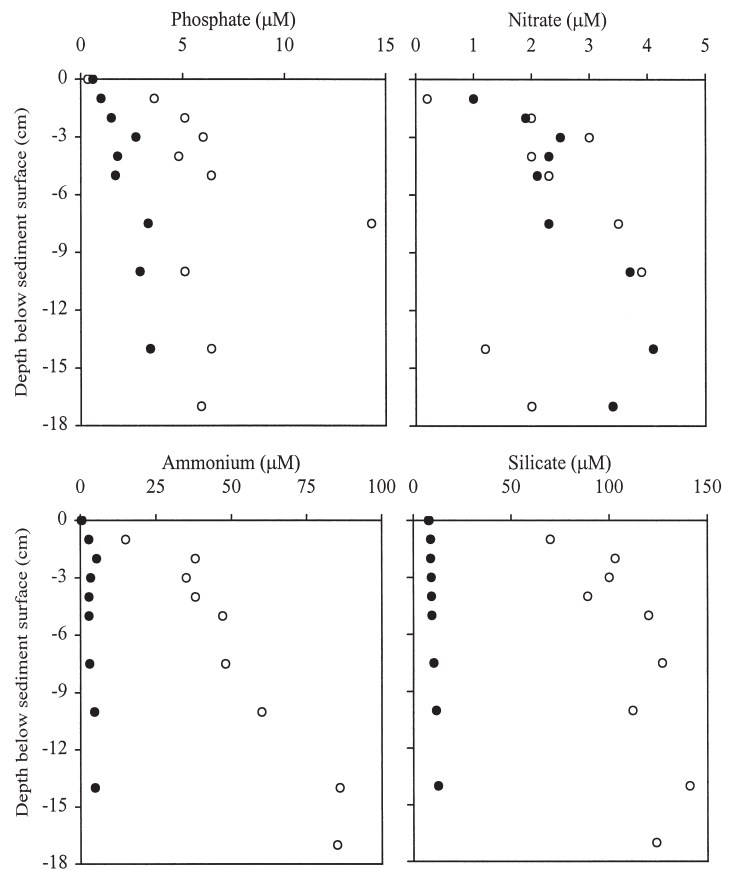 Phosphate (μM)
0 5 10 15
Nitrate (μM)
0 1 2 3 4 5
Depth below sediment surface (cm)
0
-3
-6
-9
-12
-15
-18
Ammonium (μM)
0 25 50 75 100
Silicate (μM)
0 50 100 150
Depth below sediment surface (cm)
0
-3
-6
-9
-12
-15
-18